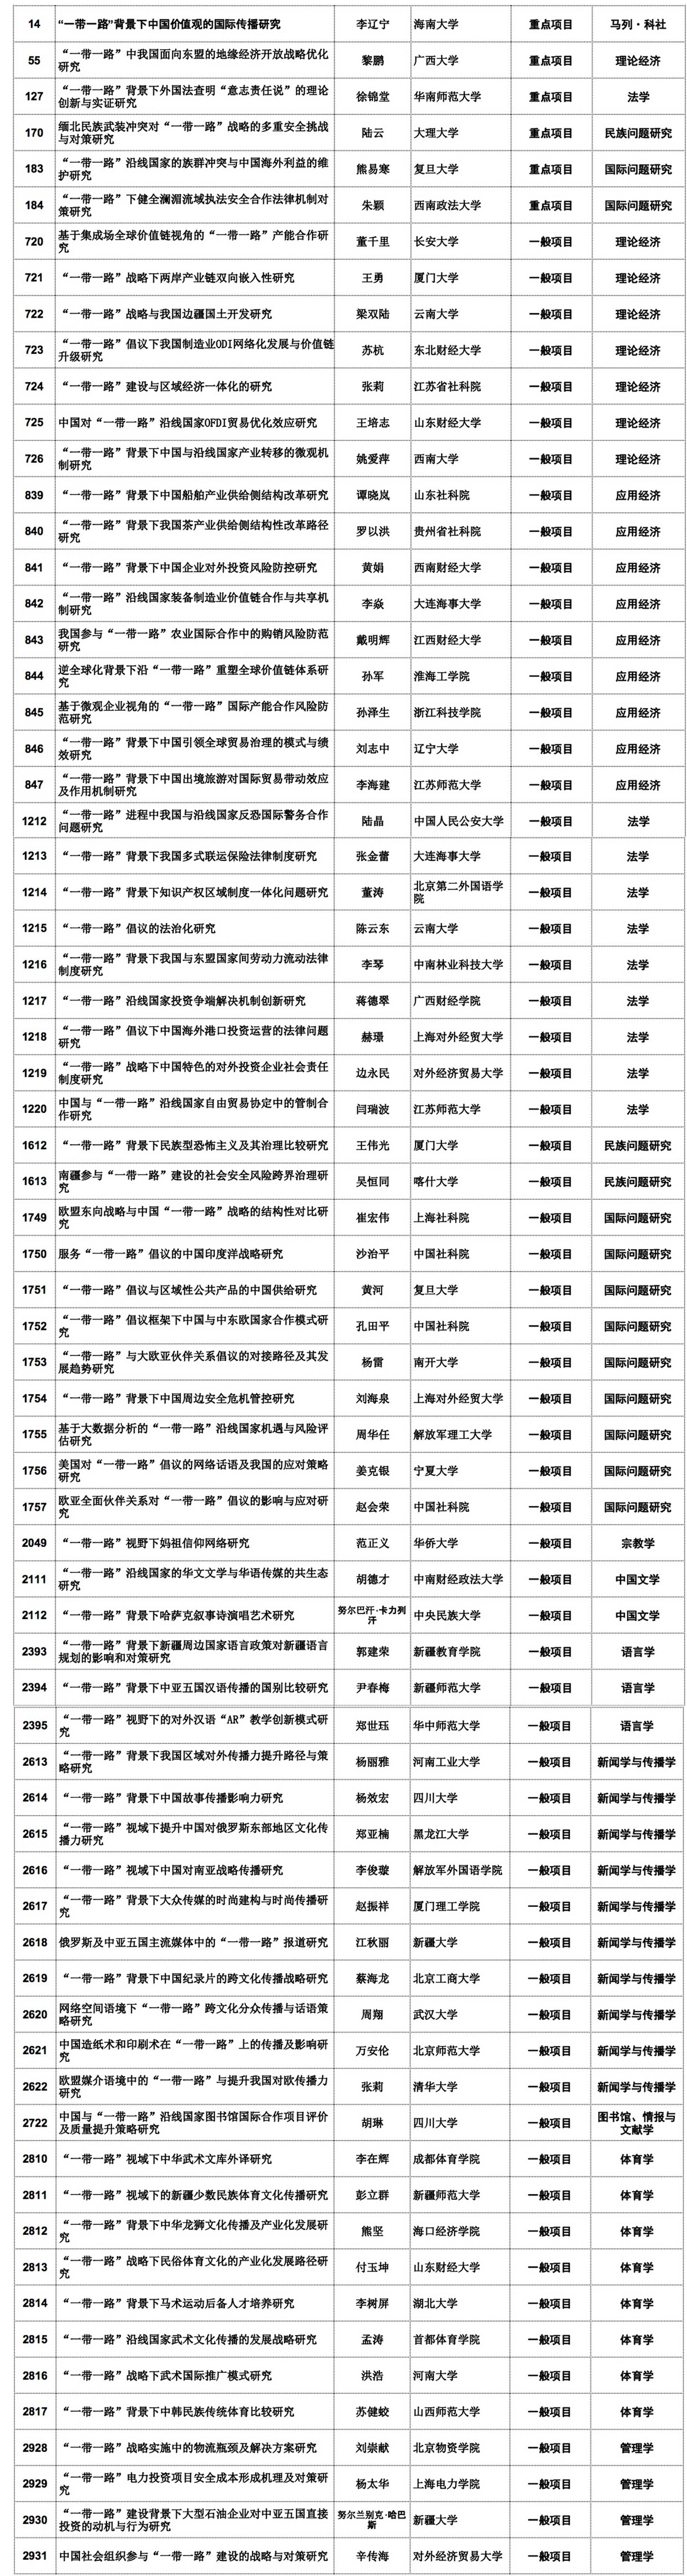 14 “一带一路”背景下中国价值观的国际传播研究 李辽宁 海南大学 重点项目 马列·科社
55 “一带一路”中我国面向东盟的地缘经济开放战略优化
研究 黎鹏 广西大学 重点项目 理论经济
127 “一带一路”背景下外国法查明“意志责任说”的理论
创新与实证研究 徐锦堂 华南师范大学 重点项目 法学
170 缅北民族武装冲突对“一带一路”战略的多重安全挑战
与对策研究 陆云 大理大学 重点项目 民族问题研究
183 “一带一路”沿线国家的族群冲突与中国海外利益的维
护研究 熊易寒 复旦大学 重点项目 国际问题研究
184 “一带一路”下健全澜湄流域执法安全合作法律机制对
策研究 朱颖 西南政法大学 重点项目 国际问题研究
720 基于集成场全球价值链视角的“一带一路”产能合作研
究 董千里 长安大学 一般项目 理论经济
721 “一带一路”战略下两岸产业链双向嵌入性研究 王勇 厦门大学 一般项目 理论经济
722 “一带一路”战略与我国边疆国土开发研究 梁双陆 云南大学 一般项目 理论经济
723 “一带一路”倡议下我国制造业ODI网络化发展与价值链
升级研究 苏杭 东北财经大学 一般项目 理论经济
724 “一带一路”建设与区域经济一体化的研究 张莉 江苏省社科院 一般项目 理论经济
725 中国对“一带一路”沿线国家OFDI贸易优化效应研究 王培志 山东财经大学 一般项目 理论经济
726 “一带一路”背景下中国与沿线国家产业转移的微观机
制研究 姚爱萍 西南大学 一般项目 理论经济
839 “一带一路”背景下中国船舶产业供给侧结构改革研究 谭晓岚 山东社科院 一般项目 应用经济
840 “一带一路”背景下我国茶产业供给侧结构性改革路径
研究 罗以洪 贵州省社科院 一般项目 应用经济
841 “一带一路”背景下中国企业对外投资风险防控研究 黄娟 西南财经大学 一般项目 应用经济
842 “一带一路”沿线国家装备制造业价值链合作与共享机
制研究 李焱 大连海事大学 一般项目 应用经济
843 我国参与“一带一路”农业国际合作中的购销风险防范
研究 戴明辉 江西财经大学 一般项目 应用经济
844 逆全球化背景下沿“一带一路”重塑全球价值链体系研
究 孙军 淮海工学院 一般项目 应用经济
845 基于微观企业视角的“一带一路”国际产能合作风险防
范研究 孙泽生 浙江科技学院 一般项目 应用经济
846 “一带一路”背景下中国引领全球贸易治理的模式与绩
效研究 刘志中 辽宁大学 一般项目 应用经济
847 “一带一路”背景下中国出境旅游对国际贸易带动效应
及作用机制研究 李海建 江苏师范大学 一般项目 应用经济
1212 “一带一路”进程中我国与沿线国家反恐国际警务合作
问题研究 陆晶 中国人民公安大学 一般项目 法学
1213 “一带一路”背景下我国多式联运保险法律制度研究 张金蕾 大连海事大学 一般项目 法学
1214 “一带一路”背景下知识产权区域制度一体化问题研究 董涛 北京第二外国语学
院 一般项目 法学
1215 “一带一路”倡议的法治化研究 陈云东 云南大学 一般项目 法学
1216 “一带一路”背景下我国与东盟国家间劳动力流动法律
制度研究 李琴 中南林业科技大学 一般项目 法学
1217 “一带一路”沿线国家投资争端解决机制创新研究 蒋德翠 广西财经学院 一般项目 法学
1218 “一带一路”倡议下中国海外港口投资运营的法律问题
研究 赫璟 上海对外经贸大学 一般项目 法学
1219 “一带一路”战略下中国特色的对外投资企业社会责任
制度研究 边永民 对外经济贸易大学 一般项目 法学
1220 中国与“一带一路”沿线国家自由贸易协定中的管制合
作研究 闫瑞波 江苏师范大学 一般项目 法学
1612 “一带一路”背景下民族型恐怖主义及其治理比较研究 王伟光 厦门大学 一般项目 民族问题研究
1613 南疆参与“一带一路”建设的社会安全风险跨界治理研
究 吴恒同 喀什大学 一般项目 民族问题研究
1749 欧盟东向战略与中国“一带一路”战略的结构性对比研
究 崔宏伟 上海社科院 一般项目 国际问题研究
1750 服务“一带一路”倡议的中国印度洋战略研究 沙治平 中国社科院 一般项目 国际问题研究
1751 “一带一路”倡议与区域性公共产品的中国供给研究 黄河 复旦大学 一般项目 国际问题研究
1752 “一带一路”倡议框架下中国与中东欧国家合作模式研
究 孔田平 中国社科院 一般项目 国际问题研究
1753 “一带一路”与大欧亚伙伴关系倡议的对接路径及其发
展趋势研究 杨雷 南开大学 一般项目 国际问题研究
1754 “一带一路”背景下中国周边安全危机管控研究 刘海泉 上海对外经贸大学 一般项目 国际问题研究
1755 基于大数据分析的“一带一路”沿线国家机遇与风险评
估研究 周华任 解放军理工大学 一般项目 国际问题研究
1756 美国对“一带一路”倡议的网络话语及我国的应对策略
研究 姜克银 宁夏大学 一般项目 国际问题研究
1757 欧亚全面伙伴关系对“一带一路”倡议的影响与应对研
究 赵会荣 中国社科院 一般项目 国际问题研究
2049 “一带一路”视野下妈祖信仰网络研究 范正义 华侨大学 一般项目 宗教学
2111 “一带一路”沿线国家的华文文学与华语传媒的共生态
研究 胡德才 中南财经政法大学 一般项目 中国文学
2112 “一带一路”背景下哈萨克叙事诗演唱艺术研究 努尔巴汗·卡力列
汗 中央民族大学 一般项目 中国文学
2393 “一带一路”背景下新疆周边国家语言政策对新疆语言
规划的影响和对策研究 郭建荣 新疆教育学院 一般项目 语言学
2394 “一带一路”背景下中亚五国汉语传播的国别比较研究 尹春梅 新疆师范大学 一般项目 语言学
2395 “一带一路”视野下的对外汉语“AR”教学创新模式研
究 郑世珏 华中师范大学 一般项目 语言学
2613 “一带一路”背景下我国区域对外传播力提升路径与策
略研究 杨丽雅 河南工业大学 一般项目 新闻学与传播学
2614 “一带一路”背景下中国故事传播影响力研究 杨效宏 四川大学 一般项目 新闻学与传播学
2615 “一带一路”视域下提升中国对俄罗斯东部地区文化传
播力研究 郑亚楠 黑龙江大学 一般项目 新闻学与传播学
2616 “一带一路”视域下中国对南亚战略传播研究 李俊璇 解放军外国语学院 一般项目 新闻学与传播学
2617 “一带一路”背景下大众传媒的时尚建构与时尚传播研
究 赵振祥 厦门理工学院 一般项目 新闻学与传播学
2618 俄罗斯及中亚五国主流媒体中的“一带一路”报道研究 江秋丽 新疆大学 一般项目 新闻学与传播学
2619 “一带一路”背景下中国纪录片的跨文化传播战略研究 蔡海龙 北京工商大学 一般项目 新闻学与传播学
2620 网络空间语境下“一带一路”跨文化分众传播与话语策
略研究 周翔 武汉大学 一般项目 新闻学与传播学
2621 中国造纸术和印刷术在“一带一路”上的传播及影响研
究 万安伦 北京师范大学 一般项目 新闻学与传播学
2622 欧盟媒介语境中的“一带一路”与提升我国对欧传播力
研究 张莉 清华大学 一般项目 新闻学与传播学
2722 中国与“一带一路”沿线国家图书馆国际合作项目评价
及质量提升策略研究 胡琳 四川大学 一般项目 图书馆、情报与
文献学
2810 “一带一路”视域下中华武术文库外译研究 李在辉 成都体育学院 一般项目 体育学
2811 “一带一路”视域下的新疆少数民族体育文化传播研究 彭立群 新疆师范大学 一般项目 体育学
2812 “一带一路”背景下中华龙狮文化传播及产业化发展研
究 熊坚 海口经济学院 一般项目 体育学
2813 “一带一路”战略下民俗体育文化的产业化发展路径研
究 付玉坤 山东财经大学 一般项目 体育学
2814 “一带一路”背景下马术运动后备人才培养研究 李树屏 湖北大学 一般项目 体育学
2815 “一带一路”沿线国家武术文化传播的发展战略研究 孟涛 首都体育学院 一般项目 体育学
2816 “一带一路”战略下武术国际推广模式研究 洪浩 河南大学 一般项目 体育学
2817 “一带一路”背景下中韩民族传统体育比较研究 苏健蛟 山西师范大学 一般项目 体育学
2928 “一带一路”战略实施中的物流瓶颈及解决方案研究 刘崇献 北京物资学院 一般项目 管理学
2929 “一带一路”电力投资项目安全成本形成机理及对策研
究 杨太华 上海电力学院 一般项目 管理学
2930 “一带一路”建设背景下大型石油企业对中亚五国直接
投资的动机与行为研究 努尔兰别克·哈巴
斯 新疆大学 一般项目 管理学
2931 中国社会组织参与“一带一路”建设的战略与对策研究 辛传海 对外经济贸易大学 一般项目 管理学